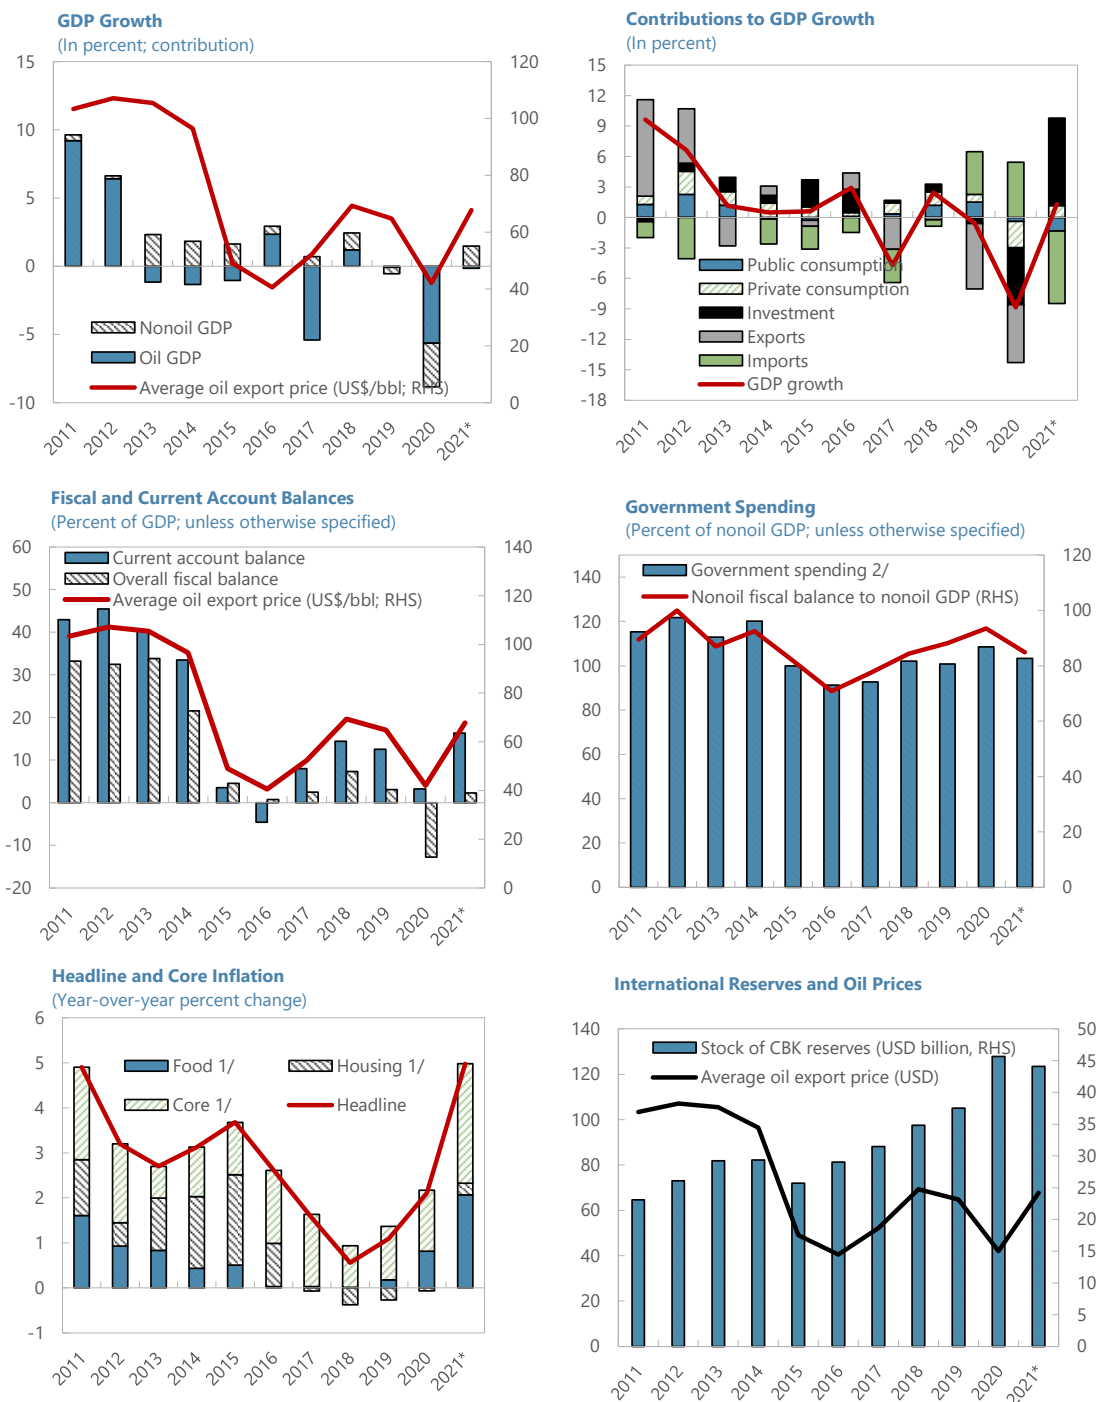 GDP Growth
(In percent; contribution)
15
10
5
0
-5
-10
120
100
80
60
40
20
0
Nonoil GDP
Oil GDP
Average oil export price (US$/bbl; RHS)
2011 2012 2013 2014 2015 2016 2017 2018 2019 2020 2021*
Contributions to GDP Growth
(In percent)
15
12
9
6
3
0
-3
-6
-9
-12
-15
-18
Public consumption
Private consumption
Investment
Exports
Imports
GDP growth
2011 2012 2013 2014 2015 2016 2017 2018 2019 2020 2021*
Fiscal and Current Account Balances
(Percent of GDP; unless otherwise specified)
60
50
40
30
20
10
0
-10
-20
140
120
100
80
60
40
20
0
Current account balance
Overall fiscal balance
Average oil export price (US$/bbl; RHS)
2011 2012 2013 2014 2015 2016 2017 2018 2019 2020 2021*
Government Spending
(Percent of nonoil GDP; unless otherwise specified)
140
120
100
80
60
40
20
0
120
100
80
60
40
20
0
Government spending 2/
Nonoil fiscal balance to nonoil GDP (RHS)
2011 2012 2013 2014 2015 2016 2017 2018 2019 2020 2021*
Headline and Core Inflation
(Year-over-year percent change)
6
5
4
3
2
1
0
-1
Food 1/ Housing 1/
Core 1/ Headline
2011 2012 2013 2014 2015 2016 2017 2018 2019 2020 2021*
International Reserves and Oil Prices
140
120
100
80
60
40
20
0
50
45
40
35
30
25
20
15
10
5
0
Stock of CBK reserves (USD billion, RHS)
Average oil export price (USD)
2011 2012 2013 2014 2015 2016 2017 2018 2019 2020 2021*